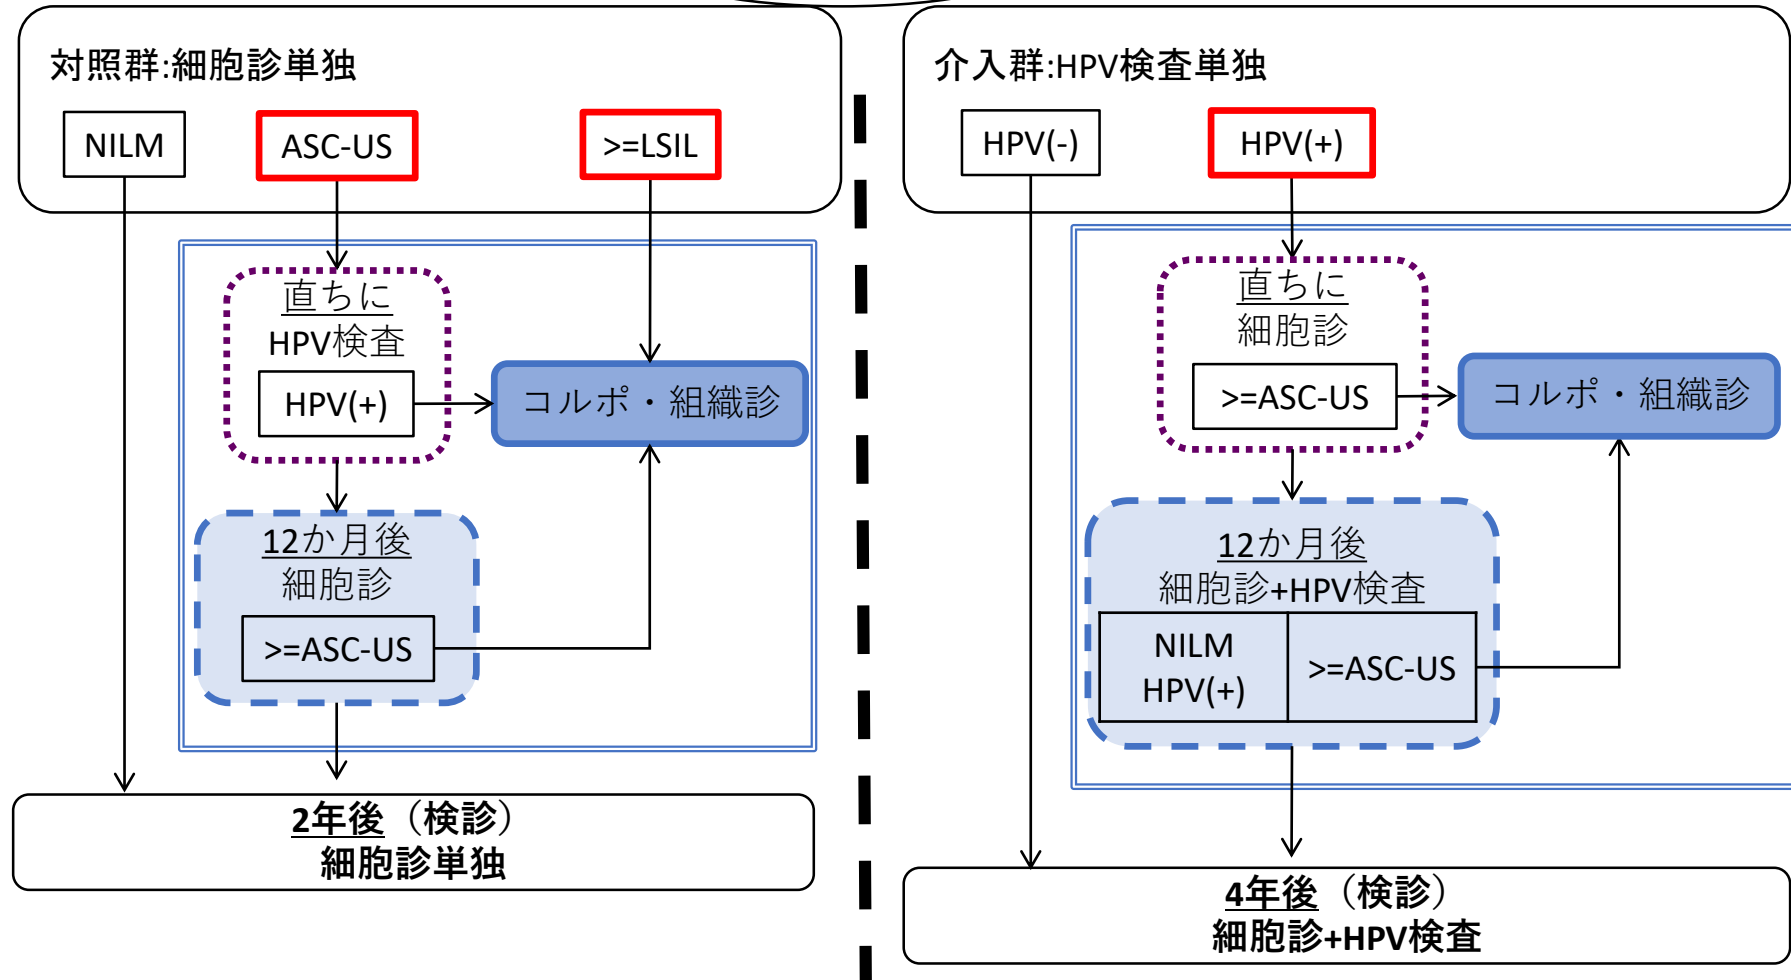 対照群:細胞診単独
NILM
ASC-US
>=LSIL
直ちに
HPV検査
HPV(+)
コルポ・組織診
12か月後
細胞診
>=ASC-US
2年後（検診）
細胞診単独
介入群:HPV検査単独
HPV(-)
HPV(+)
直ちに
細胞診
>=ASC-US
コルポ・組織診
12か月後
細胞診+HPV検査
NILM
HPV(+)
>=ASC-US
4年後（検診）
細胞診+HPV検査